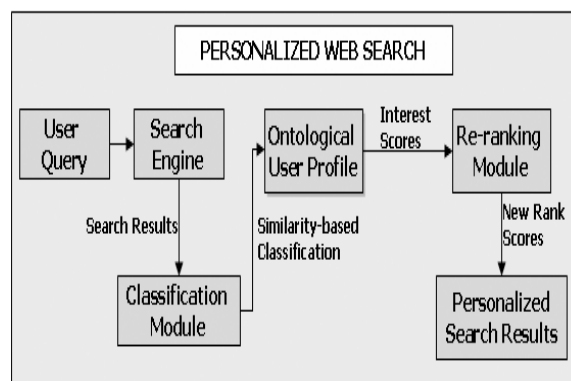 PERSONALIZED WEB SEARCH
User
Query
Search
Engine
Ontological
User Profile
Interest
Scores
Re-ranking
Module
Search Results
Similarity-based
Classification
New Rank
Scores
Classification
Module
Personalized
Search Results